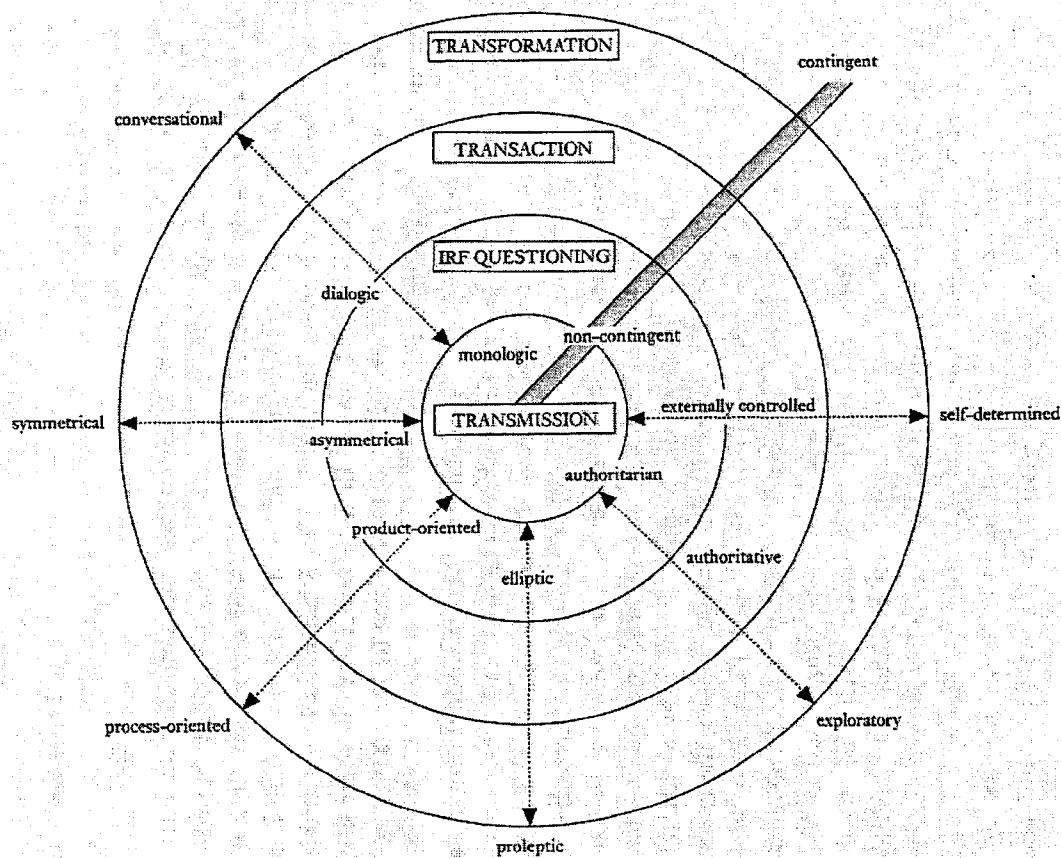 TRANSFORMATION
contingent
conversational
TRANSACTION
IRF QUESTIONING
dialogic
non-contingent
monologic
externally controlled
symmetrical
TRANSMISSION
self-determined
asymmetrical
authoritarian
product-oriented
authoritative
elliptic
process-oriented
exploratory
proleptic